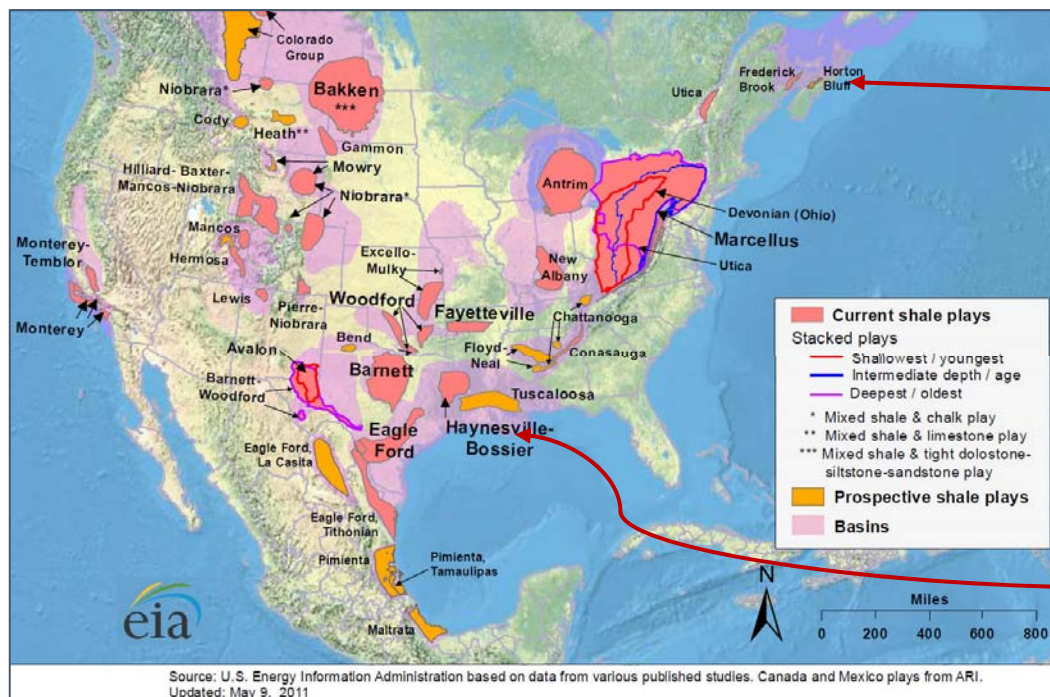 Colorado
Group
Niobrara*
Bakken
***
Cody
Heath**
Gammon
Mowry
Hilliard- Baxter-
Mancos-Niobrara
Niobrara*
Mancos
Hermosa
Monterey-
Temblor
Monterey
Lewis
Pierre-
Niobrara
Excello-
Mulky
Woodford
Bend
Avalon
Barnett-
Woodford
Barnett
Fayetteville
Antrim
New
Albany
Chattanooga
Floyd-
Neal
Conasauga
Tuscaloosa
Haynesville-
Bossier
Eagle
Ford
Eagle Ford,
La Casita
Eagle Ford,
Tithonian
Pimienta
Pimienta,
Tamaulipas
Maltrata
Utica
Frederick
Brook
Horton
Bluff
Devonian (Ohio)
Marcellus
Utica
Current shale plays
Stacked plays
Shallowest / youngest
Intermediate depth / age
Deepest / oldest
* Mixed shale & chalk play
** Mixed shale & limestone play
*** Mixed shale & tight dolostone-
siltstone-sandstone play
Prospective shale plays
Basins
N
Miles
0 200 400 600 800
eia
Source: U.S. Energy Information Administration based on data from various published studies. Canada and Mexico plays from ARI.
Updated: May 9, 2011